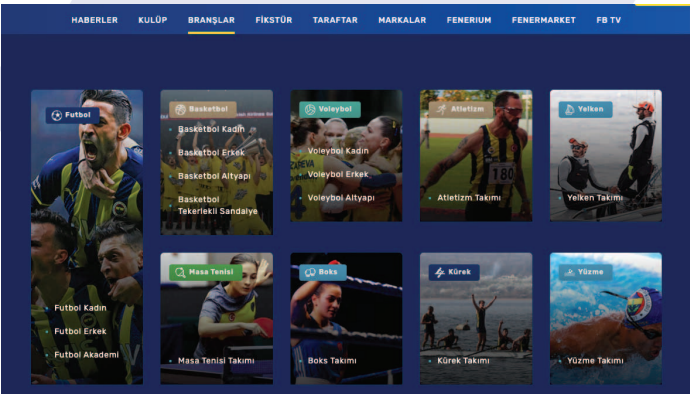 HABERLER
KULÜP
BRANŞLAR
FİKSTÜR
TARAFTAR
MARKALAR
FENERIUM
FENERMARKET
FB TV
Futbol
Futbol Kadın
Futbol Erkek
Futbol Akademi
Basketbol
Basketbol Kadın
Basketbol Erkek
Basketbol Altyapı
Basketbol
Tekerlekli Sandalye
Voleybol
Voleybol Kadın
Voleybol Erkek
Voleybol Altyapı
Atletizm
180
Atletizm Takımı
Yelken
Yelken Takımı
Masa Tenisi
Masa Tenisi Takımı
Boks
Boks Takımı
Kürek
Kürek Takımı
Yüzme
Yüzme Takımı